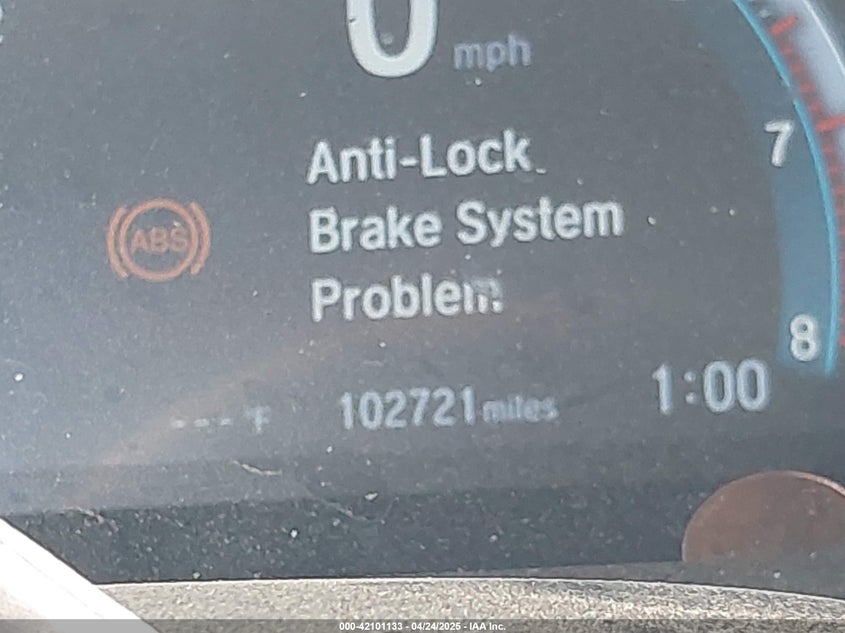 0 mph
7
Anti-Lock
ABS
Brake System
Problem
8
---°F 102721 miles 1:00
000-42101133 - 04/24/2025 - IAA Inc.